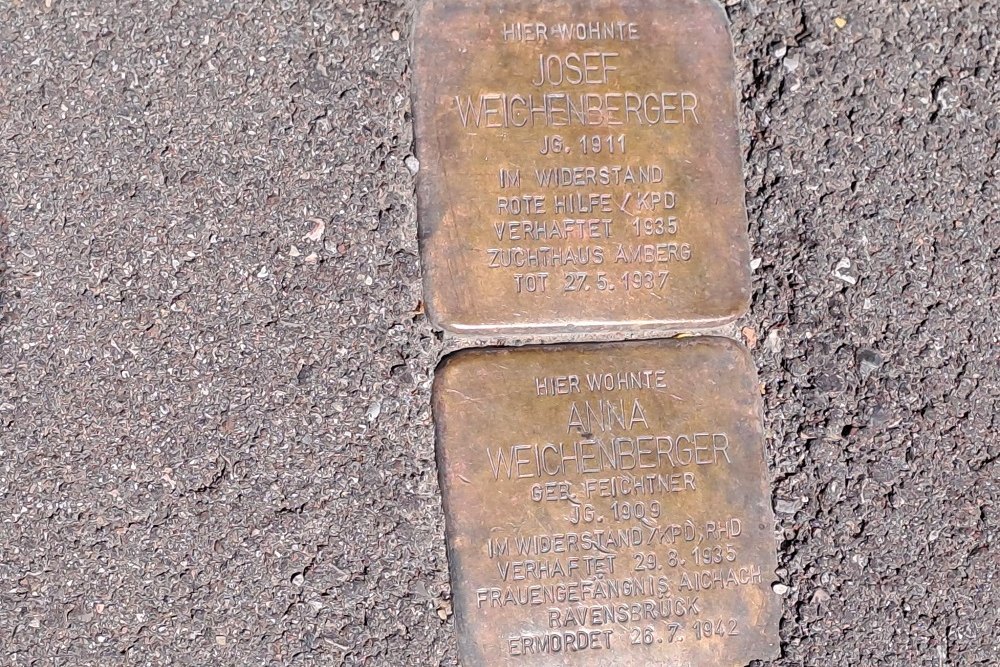 HIER WOHNTE
JOSEF
WEICHENBERGER
JG. 1911
IM WIDERSTAND
ROTE HILFE / KPD
VERHAFTET 1935
ZUCHTHAUS AMBERG
TOT 27.5.1937
HIER WOHNTE
ANNA
WEICHENBERGER
GEB. FEICHTNER
JG. 1909
IM WIDERSTAND / KPD, RHD
VERHAFTET 29.8.1935
FRAUENGEFÄNGNIS AICHACH
RAVENSBRÜCK
ERMORDET 26.7.1942